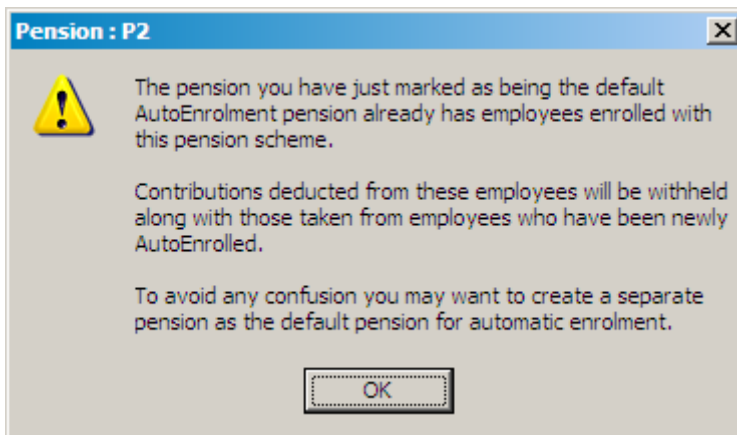 Pension : P2
The pension you have just marked as being the default
AutoEnrolment pension already has employees enrolled with
this pension scheme.
Contributions deducted from these employees will be withheld
along with those taken from employees who have been newly
AutoEnrolled.
To avoid any confusion you may want to create a separate
pension as the default pension for automatic enrolment.
OK